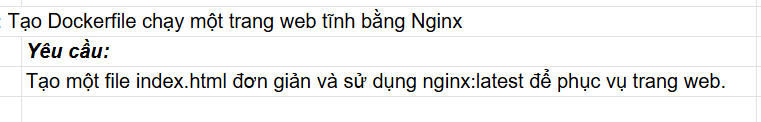 Tạo Dockerfile chạy một trang web tĩnh bằng Nginx
Yêu cầu:
Tạo một file index.html đơn giản và sử dụng nginx:latest để phục vụ trang web.